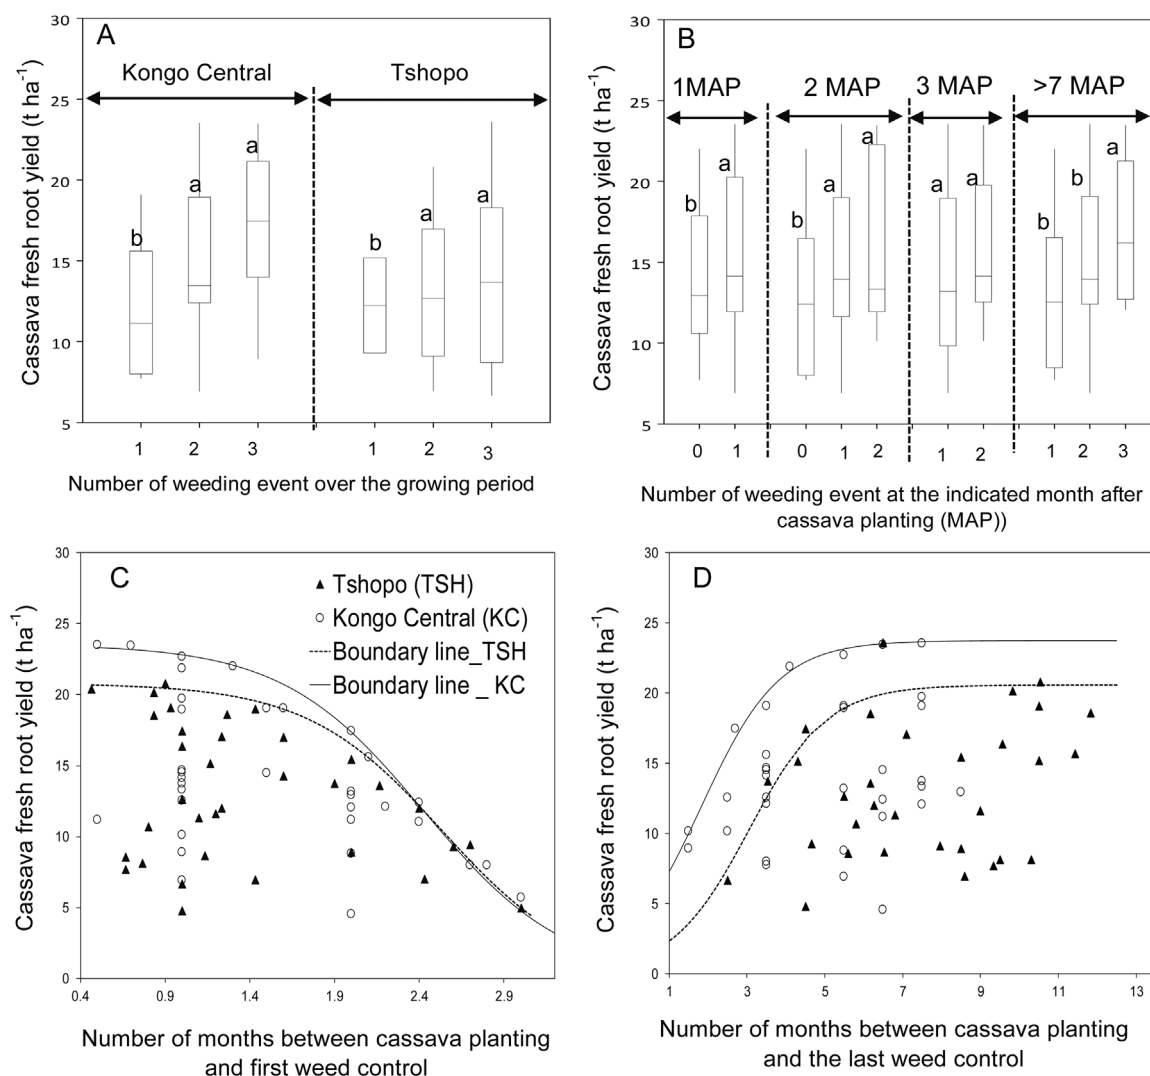 A
Kongo Central
Tshopo
Cassava fresh root yield (t ha⁻¹)
30
25
20
15
10
5
b
a
a
b
a
a
1
2
3
1
2
3
Number of weeding event over the growing period
B
1MAP
2 MAP
3 MAP
>7 MAP
Cassava fresh root yield (t ha⁻¹)
30
25
20
15
10
5
b
a
b
a
a
a
a
b
b
a
0
1
0
1
2
1
2
1
2
3
Number of weeding event at the indicated month after
cassava planting (MAP))
C
Tshopo (TSH)
Kongo Central (KC)
Boundary line_TSH
Boundary line _ KC
Cassava fresh root yield (t ha⁻¹)
30
25
20
15
10
5
0
0.4
0.9
1.4
1.9
2.4
2.9
Number of months between cassava planting
and first weed control
D
Cassava fresh root yield (t ha⁻¹)
30
25
20
15
10
5
0
1
3
5
7
9
11
13
Number of months between cassava planting
and the last weed control